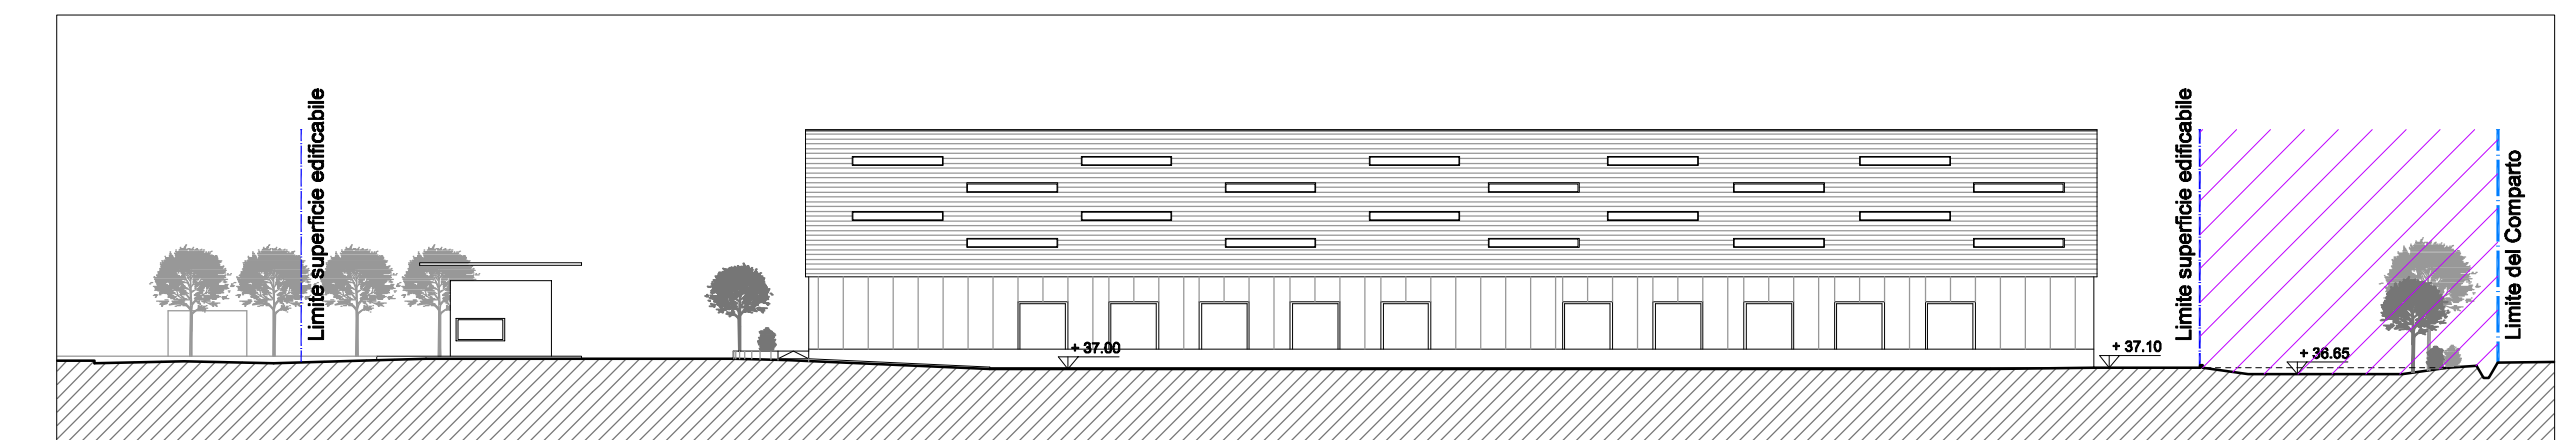 Limite superficie edificabile
+ 37.00
+ 37.10
Limite superficie edificabile
+ 36.65
Limite del Comparto